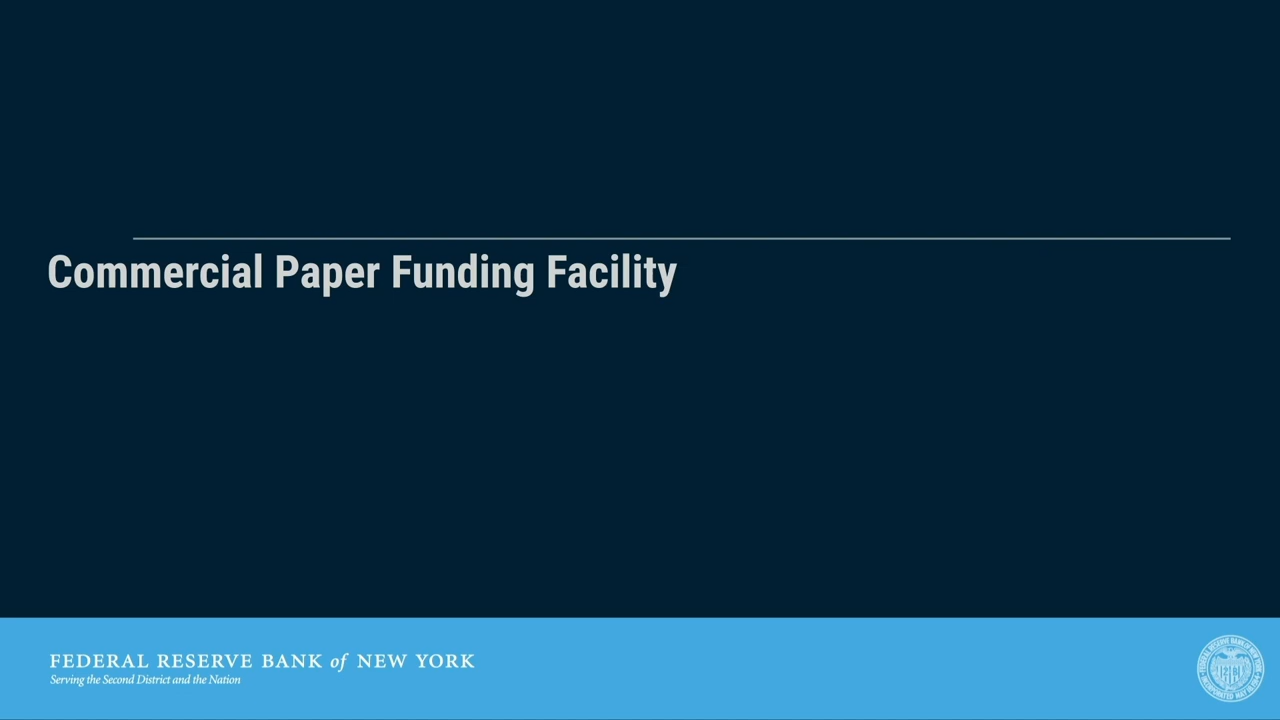 Commercial Paper Funding Facility
FEDERAL RESERVE BANK of NEW YORK
Serving the Second District and the Nation